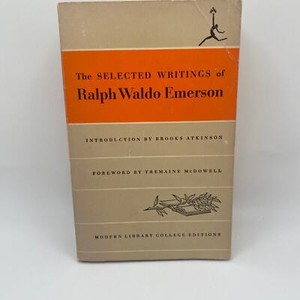 The SELECTED WRITINGS of
Ralph Waldo Emerson
INTRODUCTION BY BROOKS ATKINSON
FOREWORD BY TREMAINE McDOWELL
MODERN LIBRARY COLLEGE EDITIONS